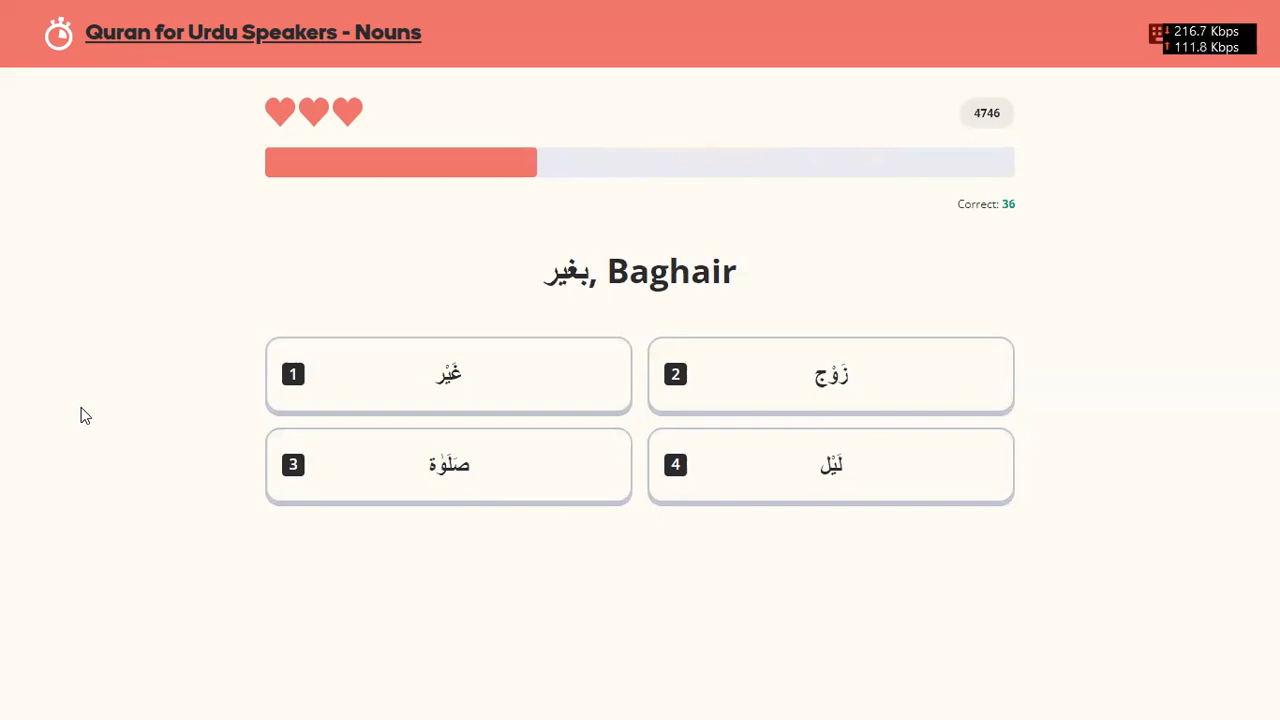 Quran for Urdu Speakers - Nouns
216.7 Kbps
111.8 Kbps
4746
Correct: 36
بغیر, Baghair
1 غَيْر
2 زَوْج
3 صَلَوٰة
4 لَيْل